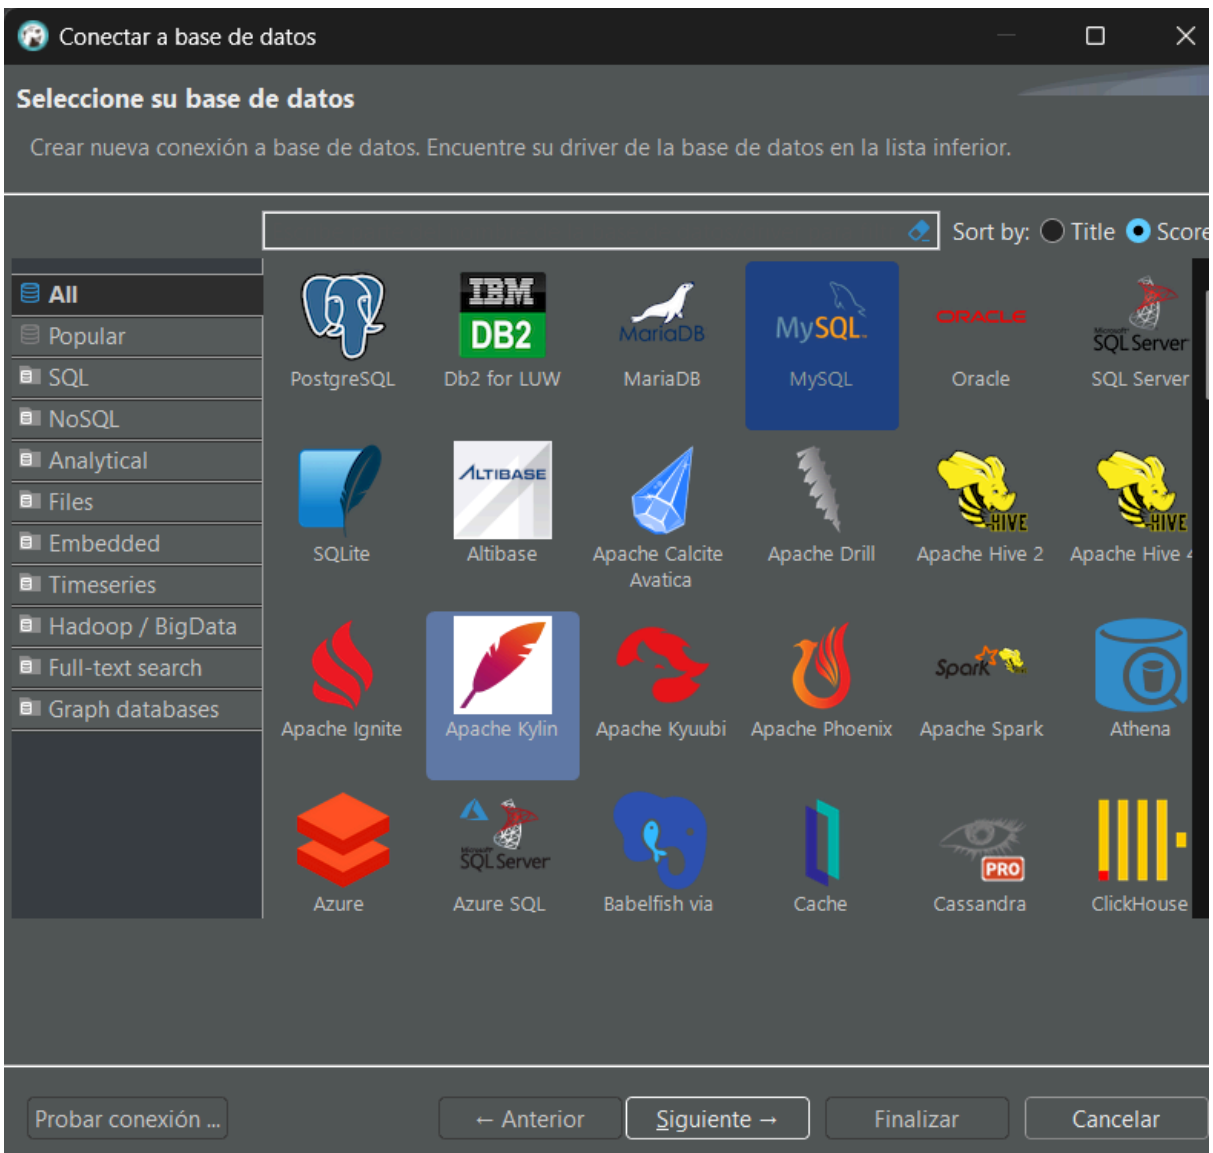 Conectar a base de datos
Seleccione su base de datos
Crear nueva conexión a base de datos. Encuentre su driver de la base de datos en la lista inferior.
Sort by: Title Score
All
Popular
SQL
NoSQL
Analytical
Files
Embedded
Timeseries
Hadoop / BigData
Full-text search
Graph databases
IBM
DB2
MariaDB
MySQL
ORACLE
Microsoft
SQL Server
PostgreSQL
Db2 for LUW
MariaDB
MySQL
Oracle
SQL Server
ALTIBASE
HIVE
HIVE
SQLite
Altibase
Apache Calcite
Avatica
Apache Drill
Apache Hive 2
Apache Hive 4
Spark
Apache Ignite
Apache Kylin
Apache Kyuubi
Apache Phoenix
Apache Spark
Athena
Microsoft
SQL Server
PRO
Azure
Azure SQL
Babelfish via
Cache
Cassandra
ClickHouse
Probar conexión ...
← Anterior
Siguiente →
Finalizar
Cancelar